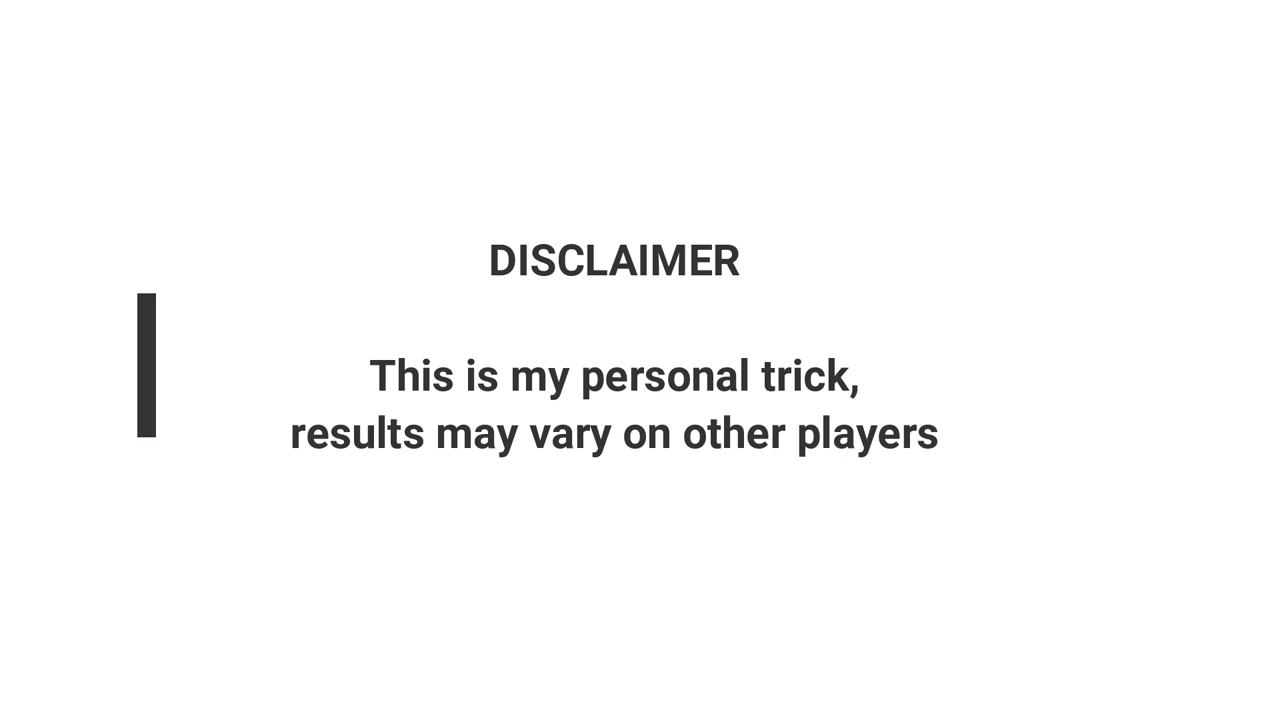 DISCLAIMER
This is my personal trick,
results may vary on other players